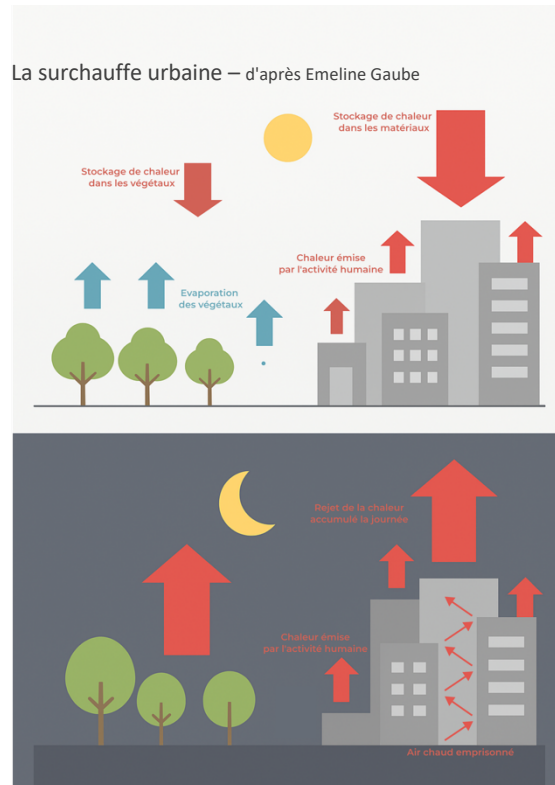 La surchauffe urbaine – d'après Emeline Gaube
Stockage de chaleur
dans les matériaux
Stockage de chaleur
dans les végétaux
Chaleur émise
par l'activité humaine
Evaporation
des végétaux
Rejet de la chaleur
accumulé la journée
Chaleur émise
par l'activité humaine
Air chaud emprisonné